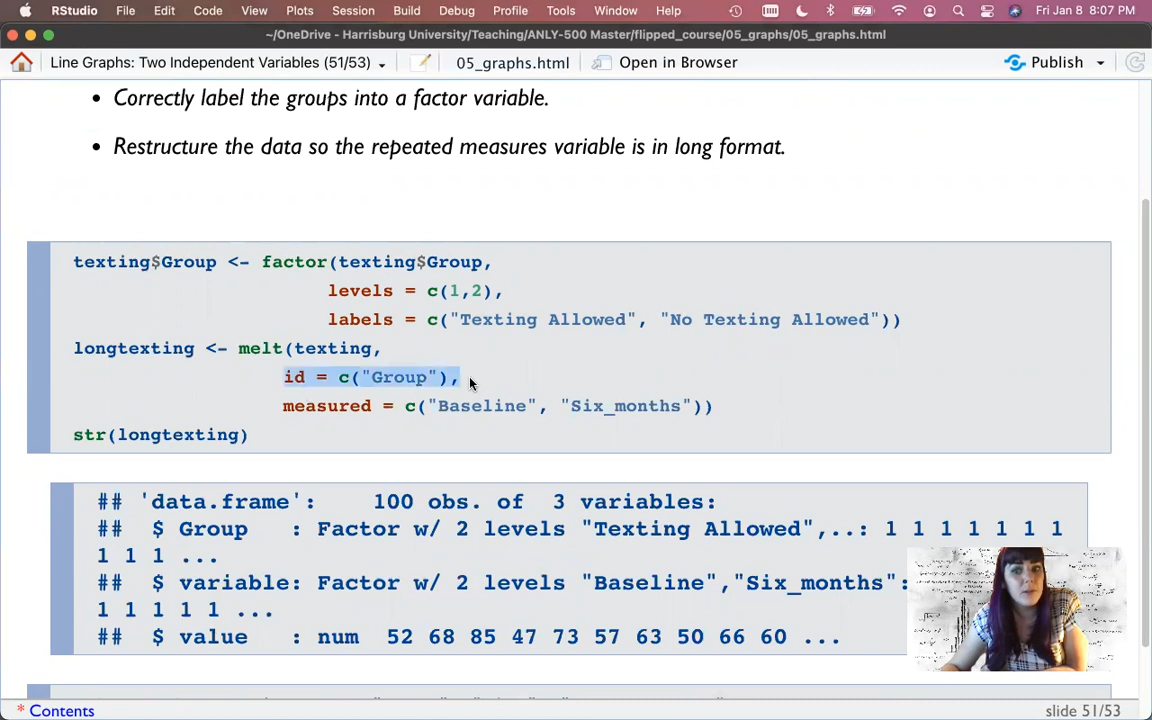 RStudio File Edit Code View Plots Session Build Debug Profile Tools Window Help Fri Jan 8 8:07 PM
~/OneDrive - Harrisburg University/Teaching/ANLY-500 Master/flipped_course/05_graphs/05_graphs.html
Line Graphs: Two Independent Variables (51/53) 05_graphs.html Open in Browser Publish
• Correctly label the groups into a factor variable.
• Restructure the data so the repeated measures variable is in long format.
texting$Group <- factor(texting$Group,
levels = c(1,2),
labels = c("Texting Allowed", "No Texting Allowed"))
longtexting <- melt(texting,
id = c("Group"),
measured = c("Baseline", "Six_months"))
str(longtexting)
## 'data.frame': 100 obs. of 3 variables:
## $ Group : Factor w/ 2 levels "Texting Allowed",..: 1 1 1 1 1 1 1
1 1 1 ...
## $ variable: Factor w/ 2 levels "Baseline","Six_months":
1 1 1 1 1 ...
## $ value : num 52 68 85 47 73 57 63 50 66 60 ...
* Contents slide 51/53